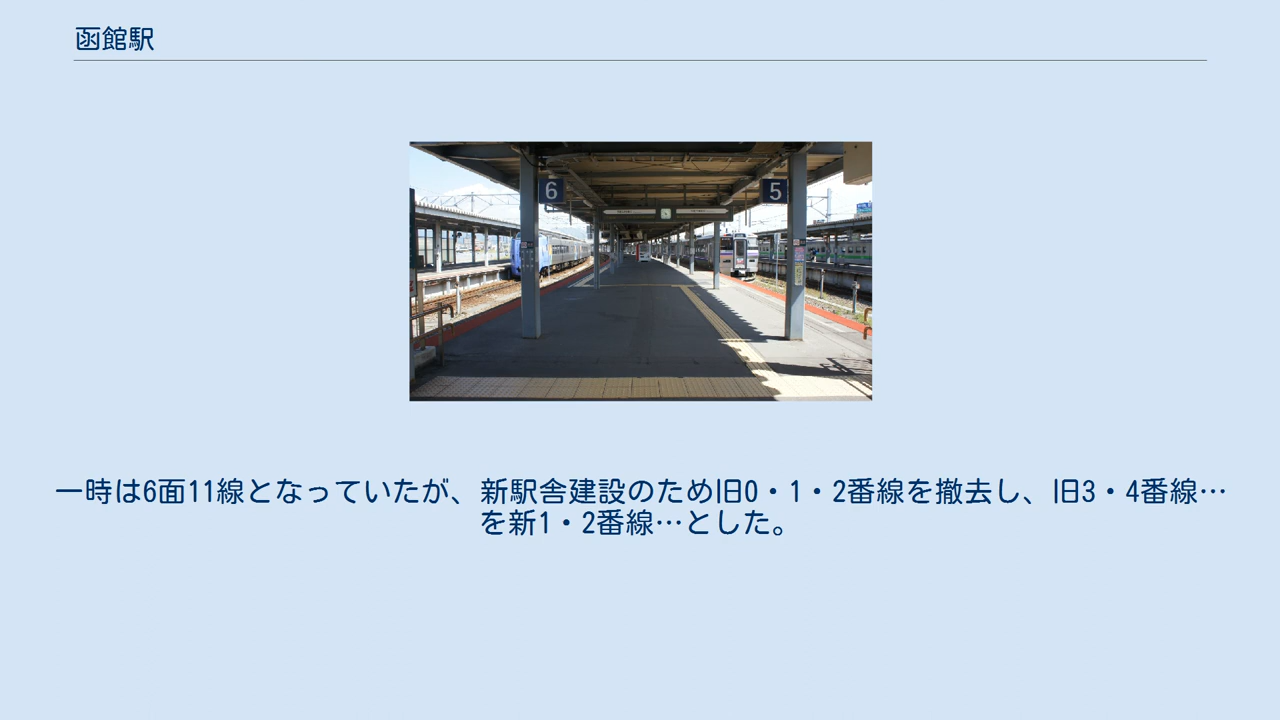 函館駅
6
5
一時は6面11線となっていたが、新駅舎建設のため旧0・1・2番線を撤去し、旧3・4番線…
を新1・2番線…とした。